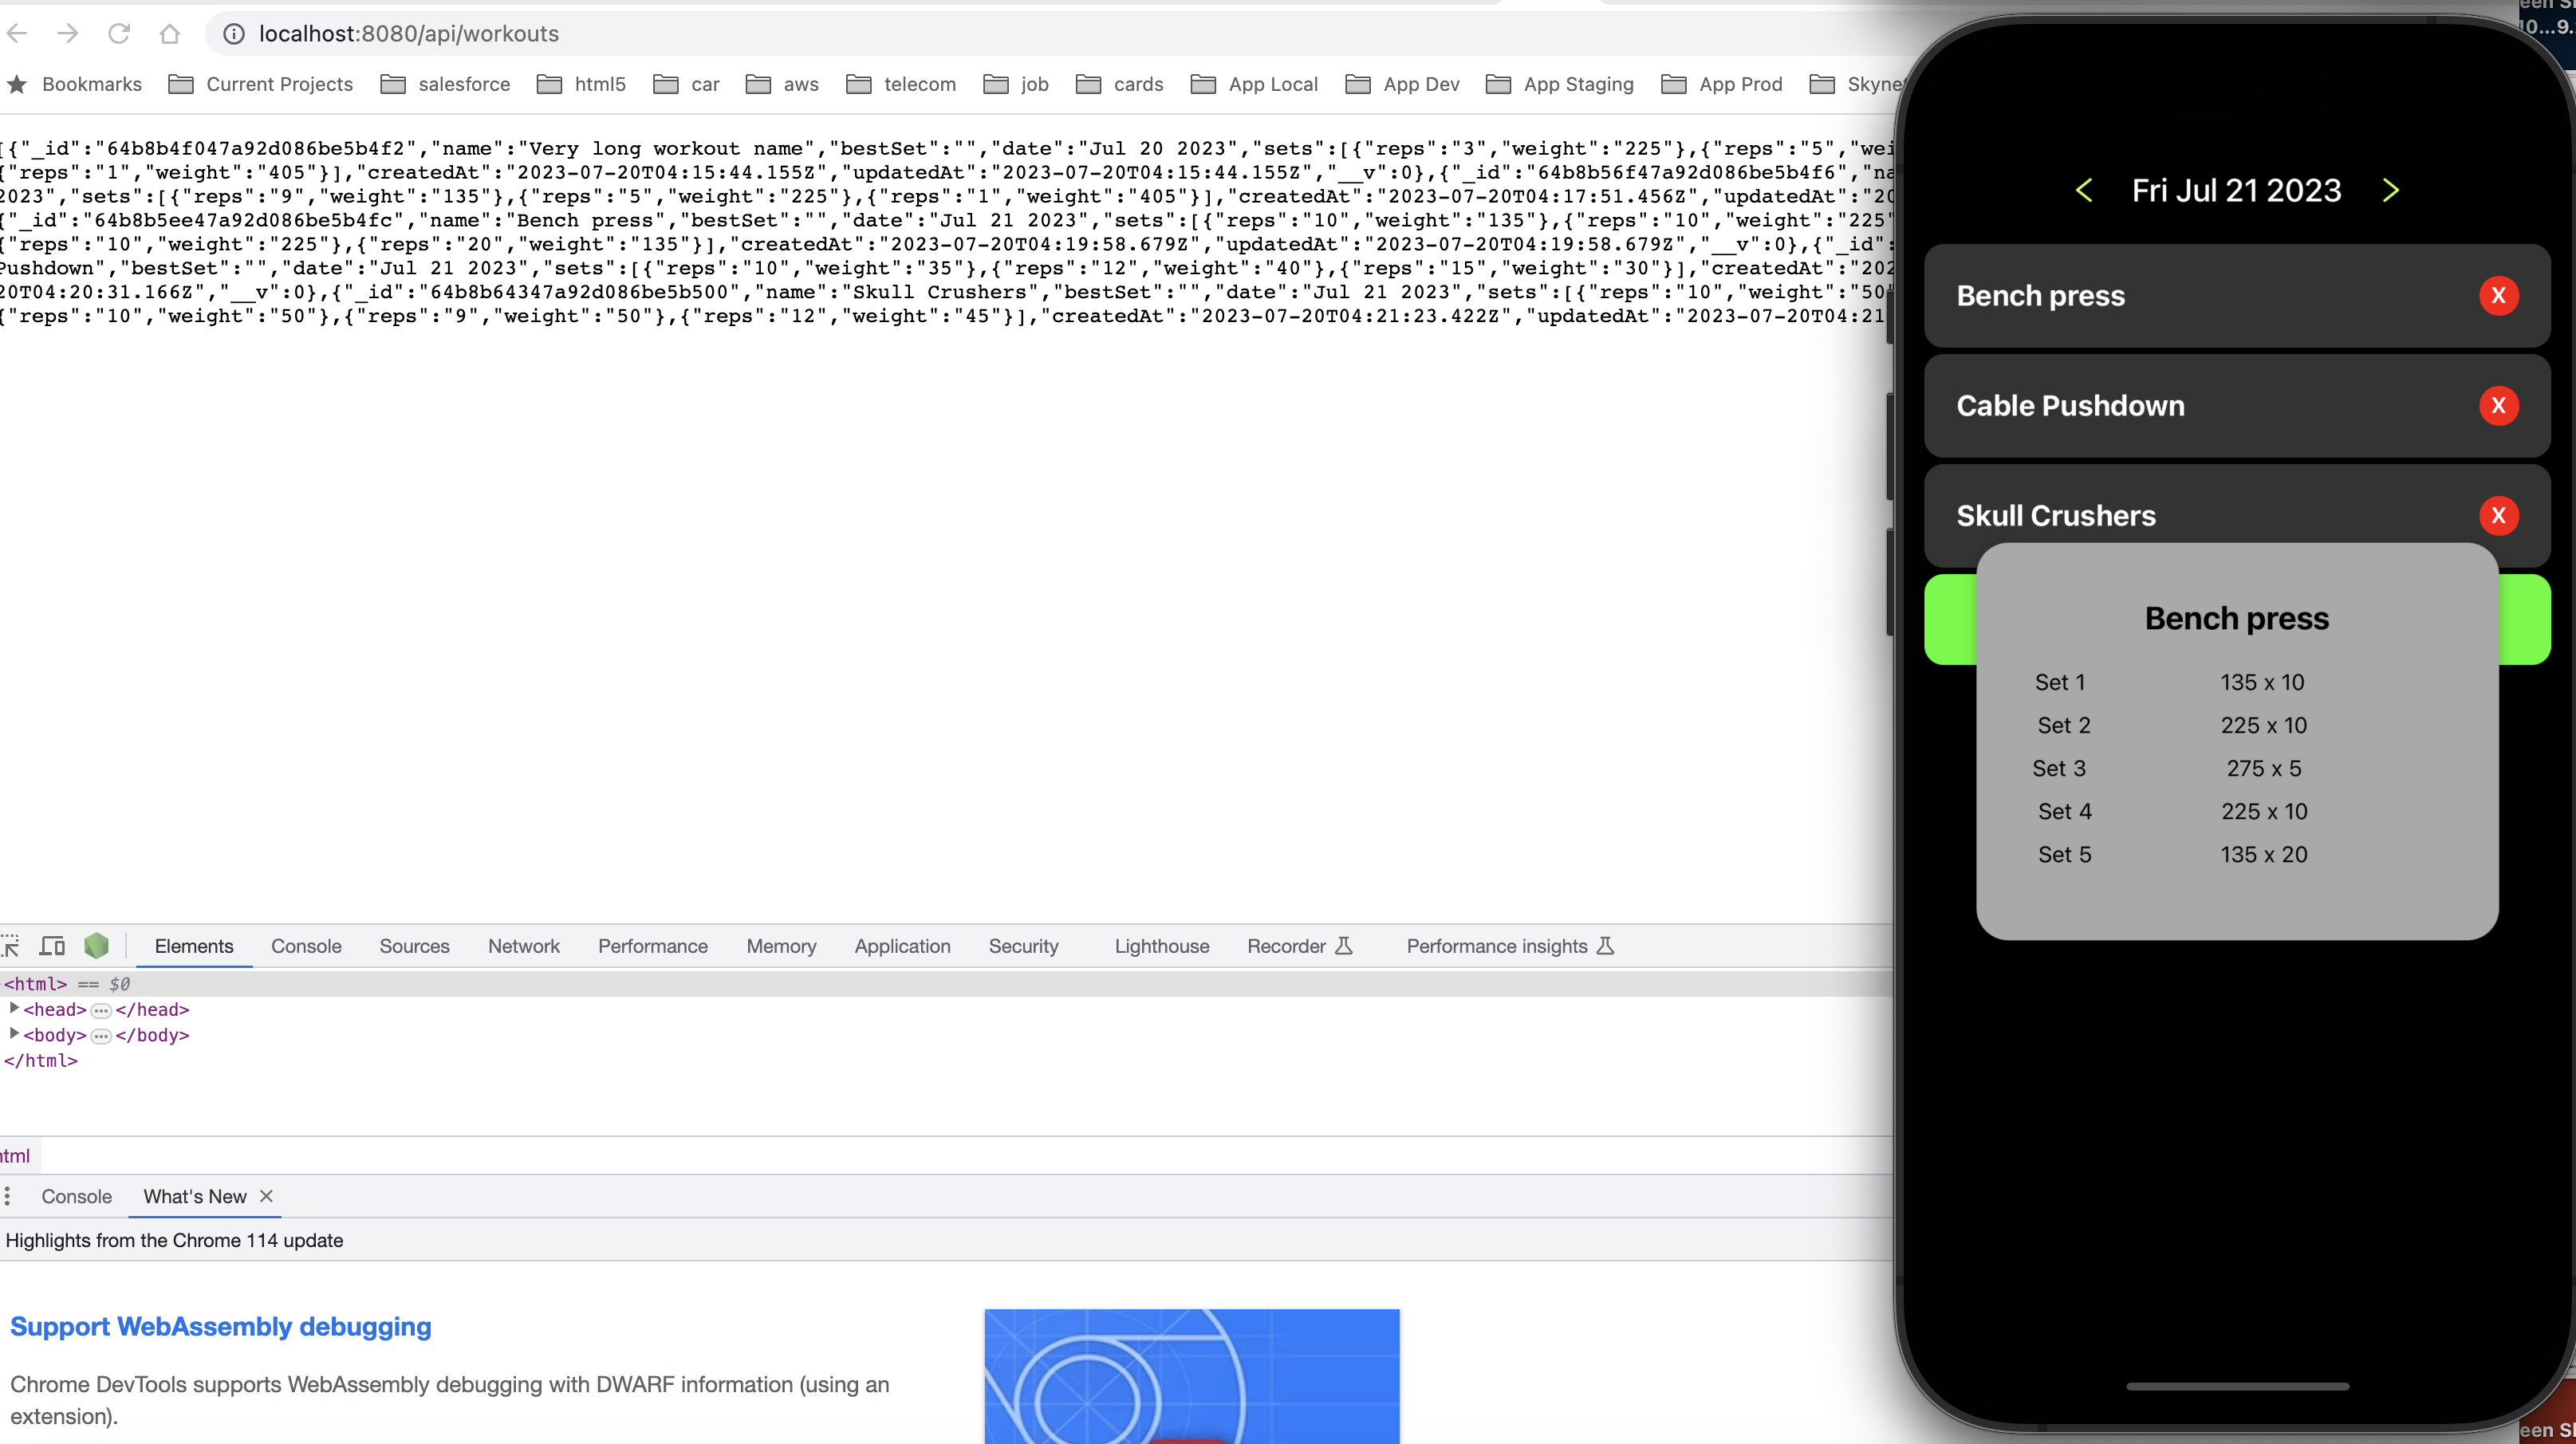 localhost:8080/api/workouts
Bookmarks Current Projects salesforce html5 car aws telecom job cards App Local App Dev App Staging App Prod
[{"_id":"64b8b4f047a92d086be5b4f2","name":"Very long workout name","bestSet":"","date":"Jul 20 2023","sets":[{"reps":"3","weight":"225"},{"reps":"5","wei
{"reps":"1","weight":"405"}],"createdAt":"2023-07-20T04:15:44.155Z","updatedAt":"2023-07-20T04:15:44.155Z","__v":0},{"_id":"64b8b56f47a92d086be5b4f6","na
2023","sets":[{"reps":"9","weight":"135"},{"reps":"5","weight":"225"},{"reps":"1","weight":"405"}],"createdAt":"2023-07-20T04:17:51.456Z","updatedAt":"20
{"_id":"64b8b5ee47a92d086be5b4fc","name":"Bench press","bestSet":"","date":"Jul 21 2023","sets":[{"reps":"10","weight":"135"},{"reps":"10","weight":"225"
{"reps":"10","weight":"225"},{"reps":"20","weight":"135"}],"createdAt":"2023-07-20T04:19:58.679Z","updatedAt":"2023-07-20T04:19:58.679Z","__v":0},{"_id":
Pushdown","bestSet":"","date":"Jul 21 2023","sets":[{"reps":"10","weight":"35"},{"reps":"12","weight":"40"},{"reps":"15","weight":"30"}],"createdAt":"202
20T04:20:31.166Z","__v":0},{"_id":"64b8b64347a92d086be5b500","name":"Skull Crushers","bestSet":"","date":"Jul 21 2023","sets":[{"reps":"10","weight":"50"
{"reps":"10","weight":"50"},{"reps":"9","weight":"50"},{"reps":"12","weight":"45"}],"createdAt":"2023-07-20T04:21:23.422Z","updatedAt":"2023-07-20T04:21
Elements Console Sources Network Performance Memory Application Security Lighthouse Recorder Performance insights
<html> == $0
<head> … </head>
<body> … </body>
</html>
Console What's New
Highlights from the Chrome 114 update
Support WebAssembly debugging
Chrome DevTools supports WebAssembly debugging with DWARF information (using an
extension).
< Fri Jul 21 2023 >
Bench press X
Cable Pushdown X
Skull Crushers X
Bench press
Set 1 135 x 10
Set 2 225 x 10
Set 3 275 x 5
Set 4 225 x 10
Set 5 135 x 20